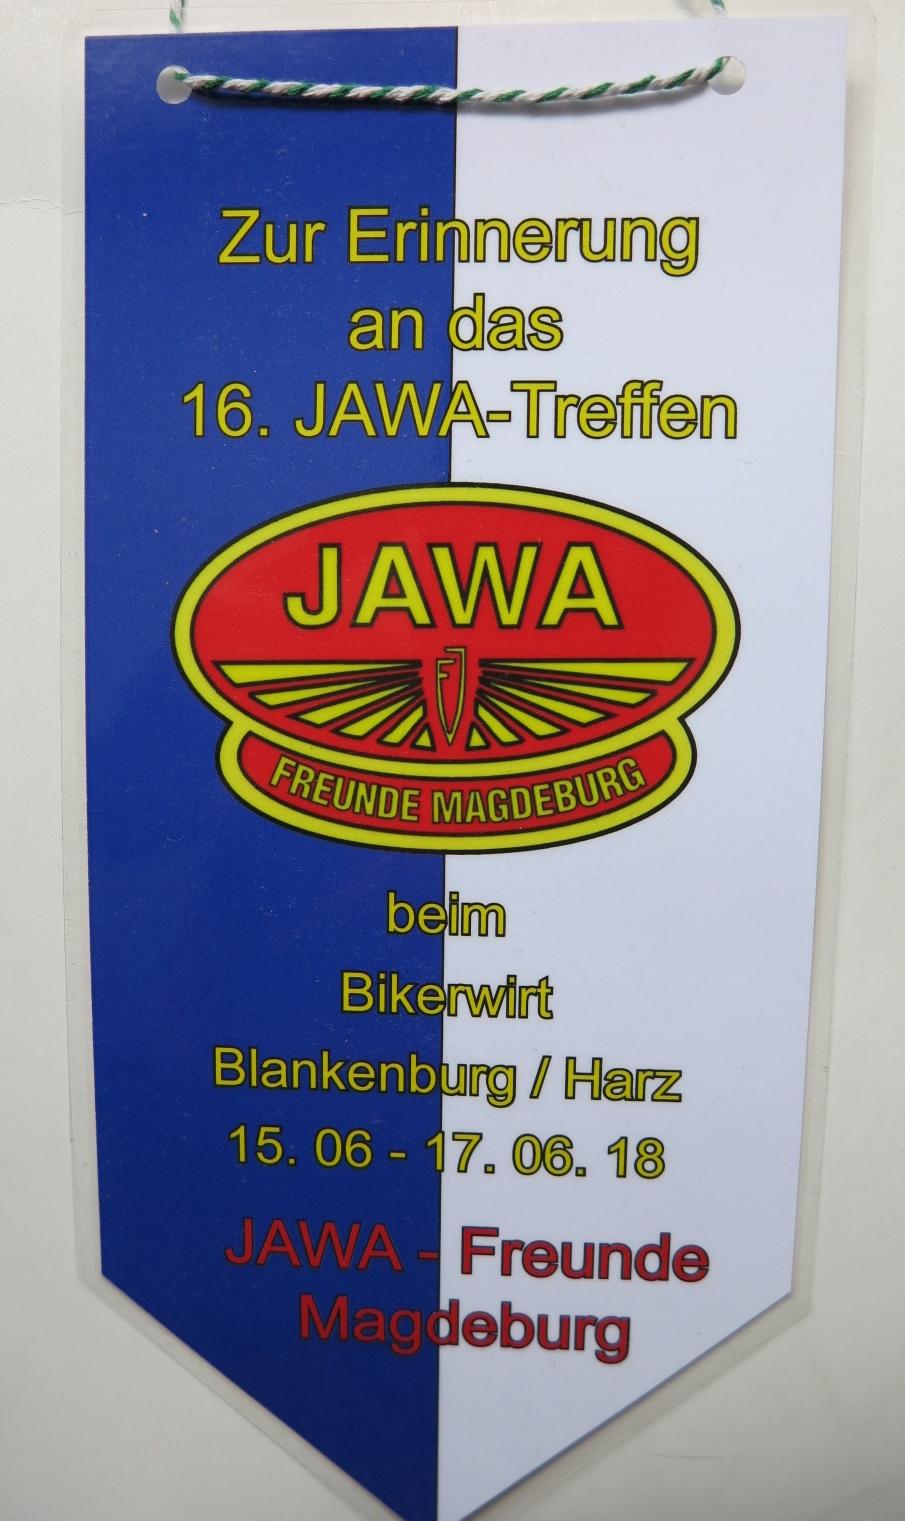 Zur Erinnerung
an das
16. JAWA-Treffen
JAWA
FJ
FREUNDE MAGDEBURG
beim
Bikerwirt
Blankenburg / Harz
15. 06 - 17. 06. 18
JAWA - Freunde
Magdeburg